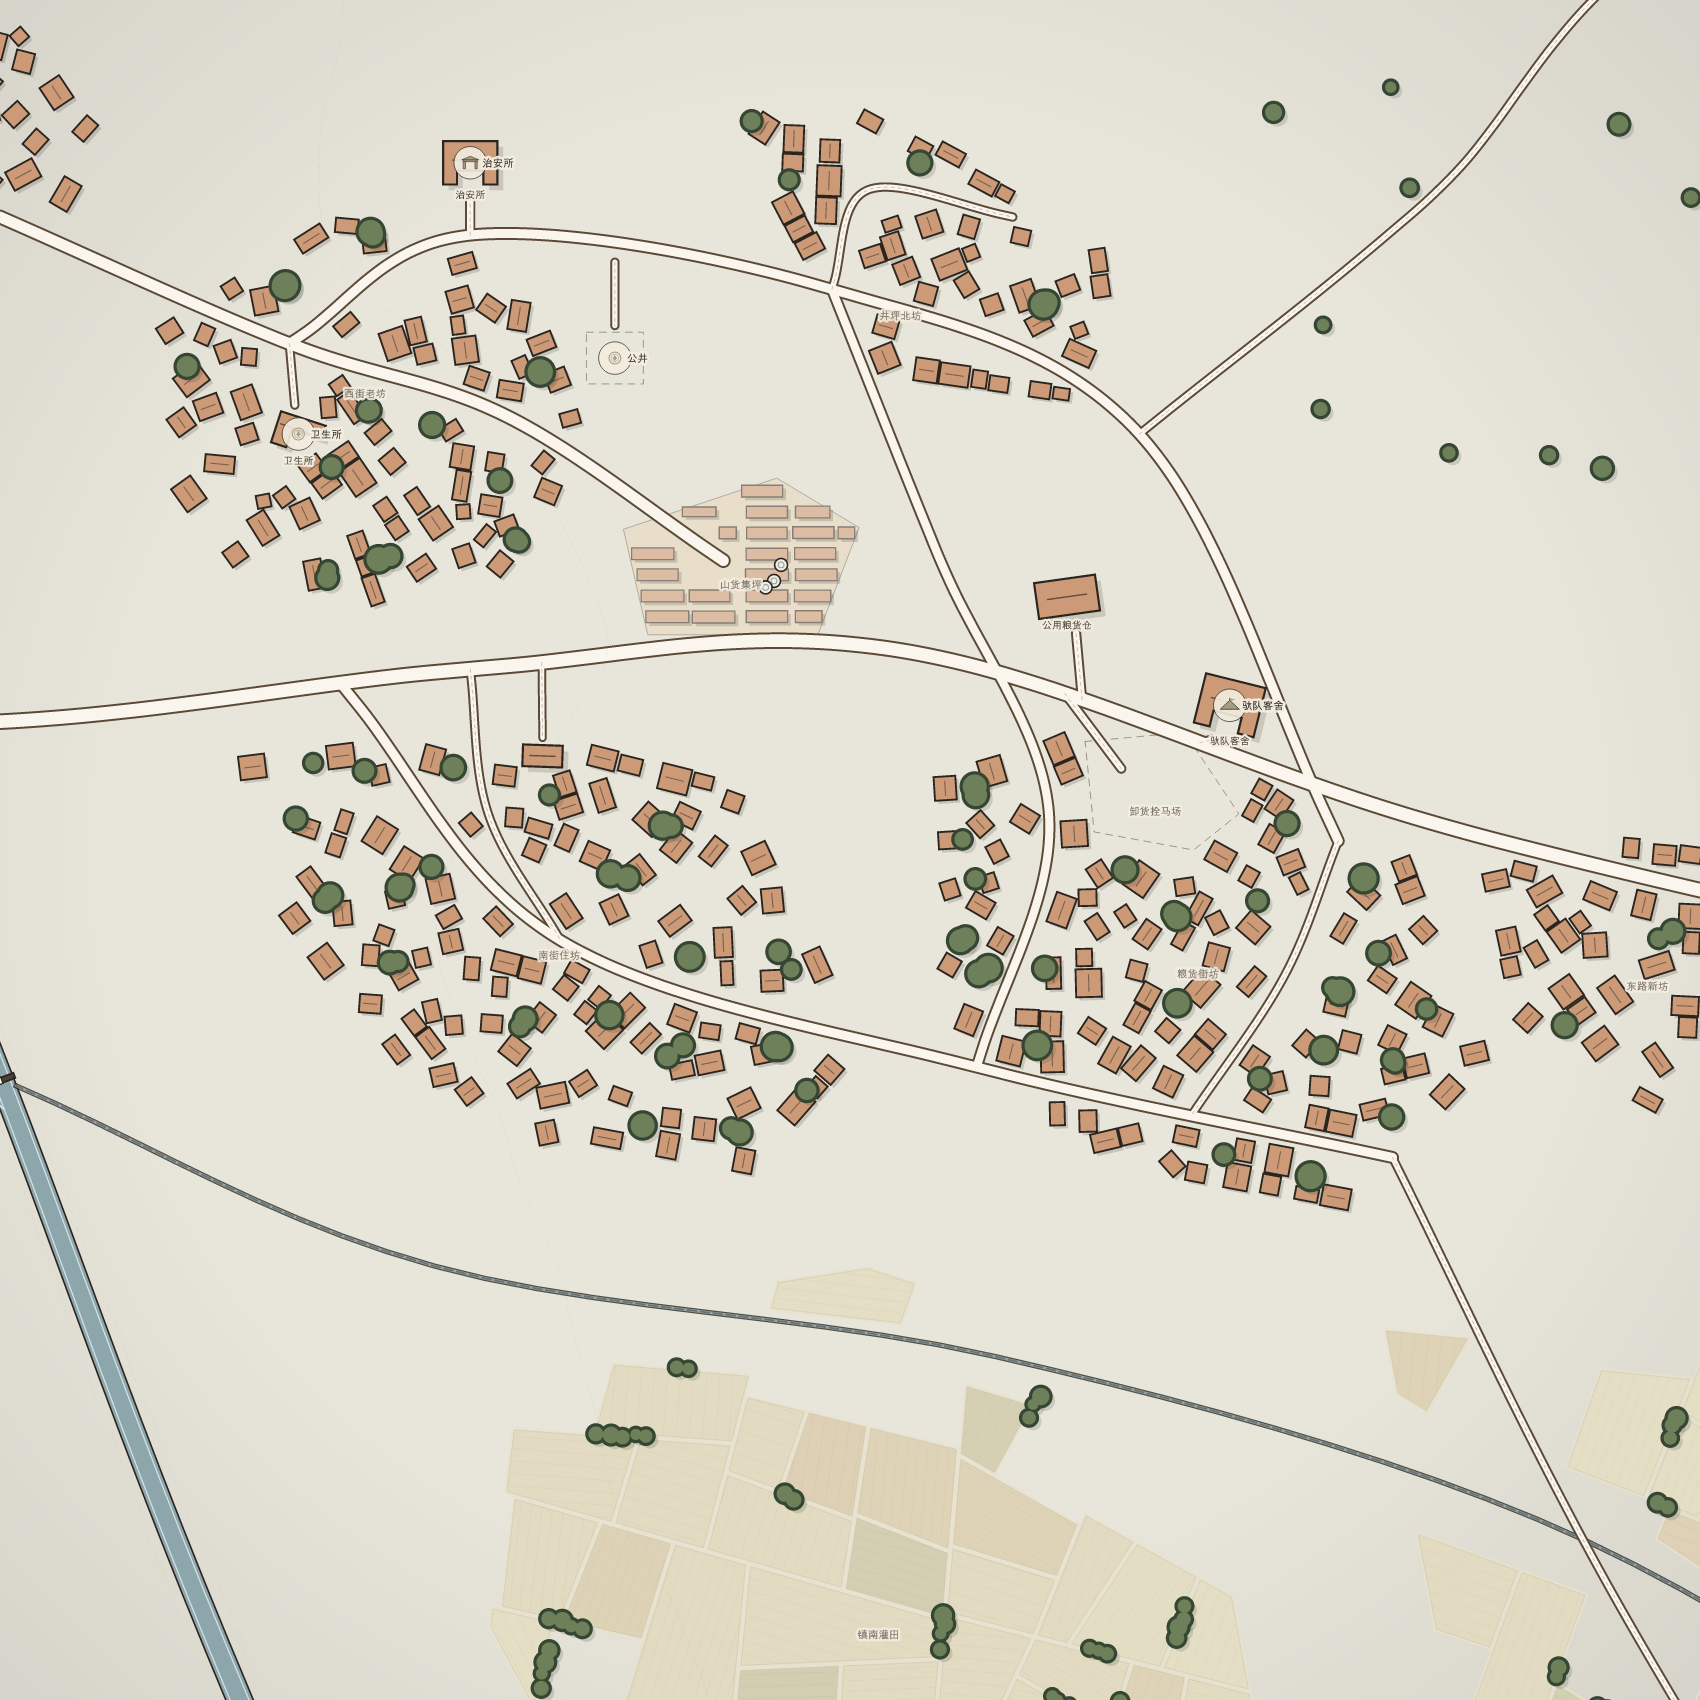 治安所
治安所
井坪北坊
公井
西街老坊
卫生所
卫生所
山货集坪
公用粮货仓
驮队客舍
驮队客舍
卸货拴马场
南街住坊
粮货街坊
东路新坊
镇南灌田